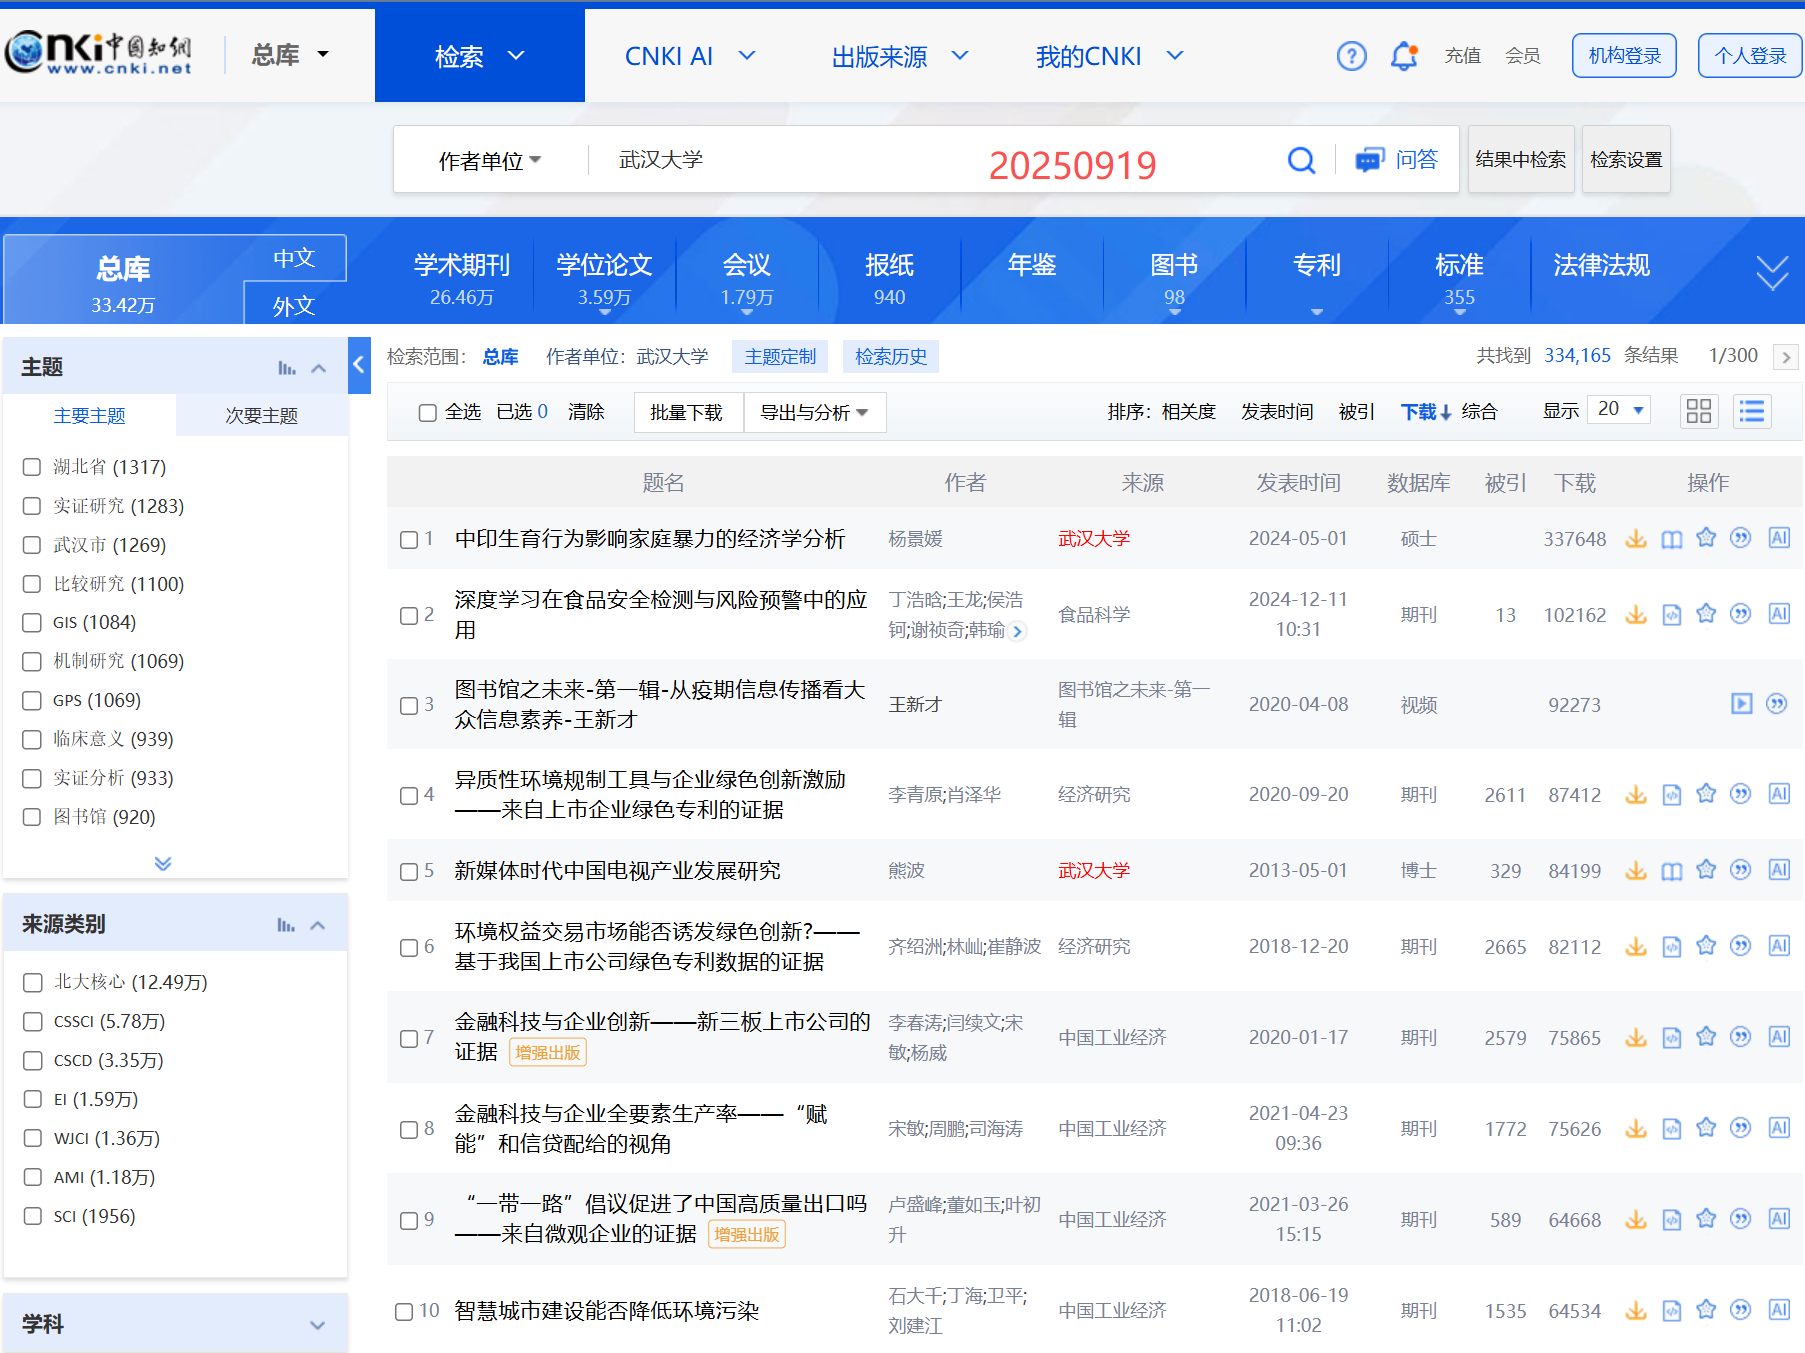 CNKI中国知网
www.cnki.net
总库
检索
CNKI AI
出版来源
我的CNKI
充值
会员
机构登录
个人登录
作者单位
武汉大学
20250919
问答
结果中检索
检索设置
总库
33.42万
中文
外文
学术期刊
26.46万
学位论文
3.59万
会议
1.79万
报纸
940
年鉴
图书
98
专利
标准
355
法律法规
主题
主要主题
次要主题
湖北省 (1317)
实证研究 (1283)
武汉市 (1269)
比较研究 (1100)
GIS (1084)
机制研究 (1069)
GPS (1069)
临床意义 (939)
实证分析 (933)
图书馆 (920)
来源类别
北大核心 (12.49万)
CSSCI (5.78万)
CSCD (3.35万)
EI (1.59万)
WJCI (1.36万)
AMI (1.18万)
SCI (1956)
学科
检索范围： 总库 作者单位：武汉大学 主题定制 检索历史
共找到 334,165 条结果 1/300
全选 已选 0 清除 批量下载 导出与分析
排序：相关度 发表时间 被引 下载↓ 综合 显示 20
题名 作者 来源 发表时间 数据库 被引 下载 操作
1 中印生育行为影响家庭暴力的经济学分析 杨景媛 武汉大学 2024-05-01 硕士 337648 AI
2 深度学习在食品安全检测与风险预警中的应
用
丁浩晗;王龙;侯浩
钶;谢祯奇;韩瑜
食品科学
2024-12-11
10:31
期刊 13 102162 AI
3 图书馆之未来-第一辑-从疫期信息传播看大
众信息素养-王新才
王新才
图书馆之未来-第一
辑
2020-04-08 视频 92273
4 异质性环境规制工具与企业绿色创新激励
——来自上市企业绿色专利的证据
李青原;肖泽华 经济研究 2020-09-20 期刊 2611 87412 AI
5 新媒体时代中国电视产业发展研究 熊波 武汉大学 2013-05-01 博士 329 84199 AI
6 环境权益交易市场能否诱发绿色创新?——
基于我国上市公司绿色专利数据的证据
齐绍洲;林屾;崔静波 经济研究 2018-12-20 期刊 2665 82112 AI
7 金融科技与企业创新——新三板上市公司的
证据 增强出版
李春涛;闫续文;宋
敏;杨威
中国工业经济 2020-01-17 期刊 2579 75865 AI
8 金融科技与企业全要素生产率——“赋
能”和信贷配给的视角
宋敏;周鹏;司海涛 中国工业经济
2021-04-23
09:36
期刊 1772 75626 AI
9 “一带一路”倡议促进了中国高质量出口吗
——来自微观企业的证据 增强出版
卢盛峰;董如玉;叶初
升
中国工业经济
2021-03-26
15:15
期刊 589 64668 AI
10 智慧城市建设能否降低环境污染
石大千;丁海;卫平;
刘建江
中国工业经济
2018-06-19
11:02
期刊 1535 64534 AI